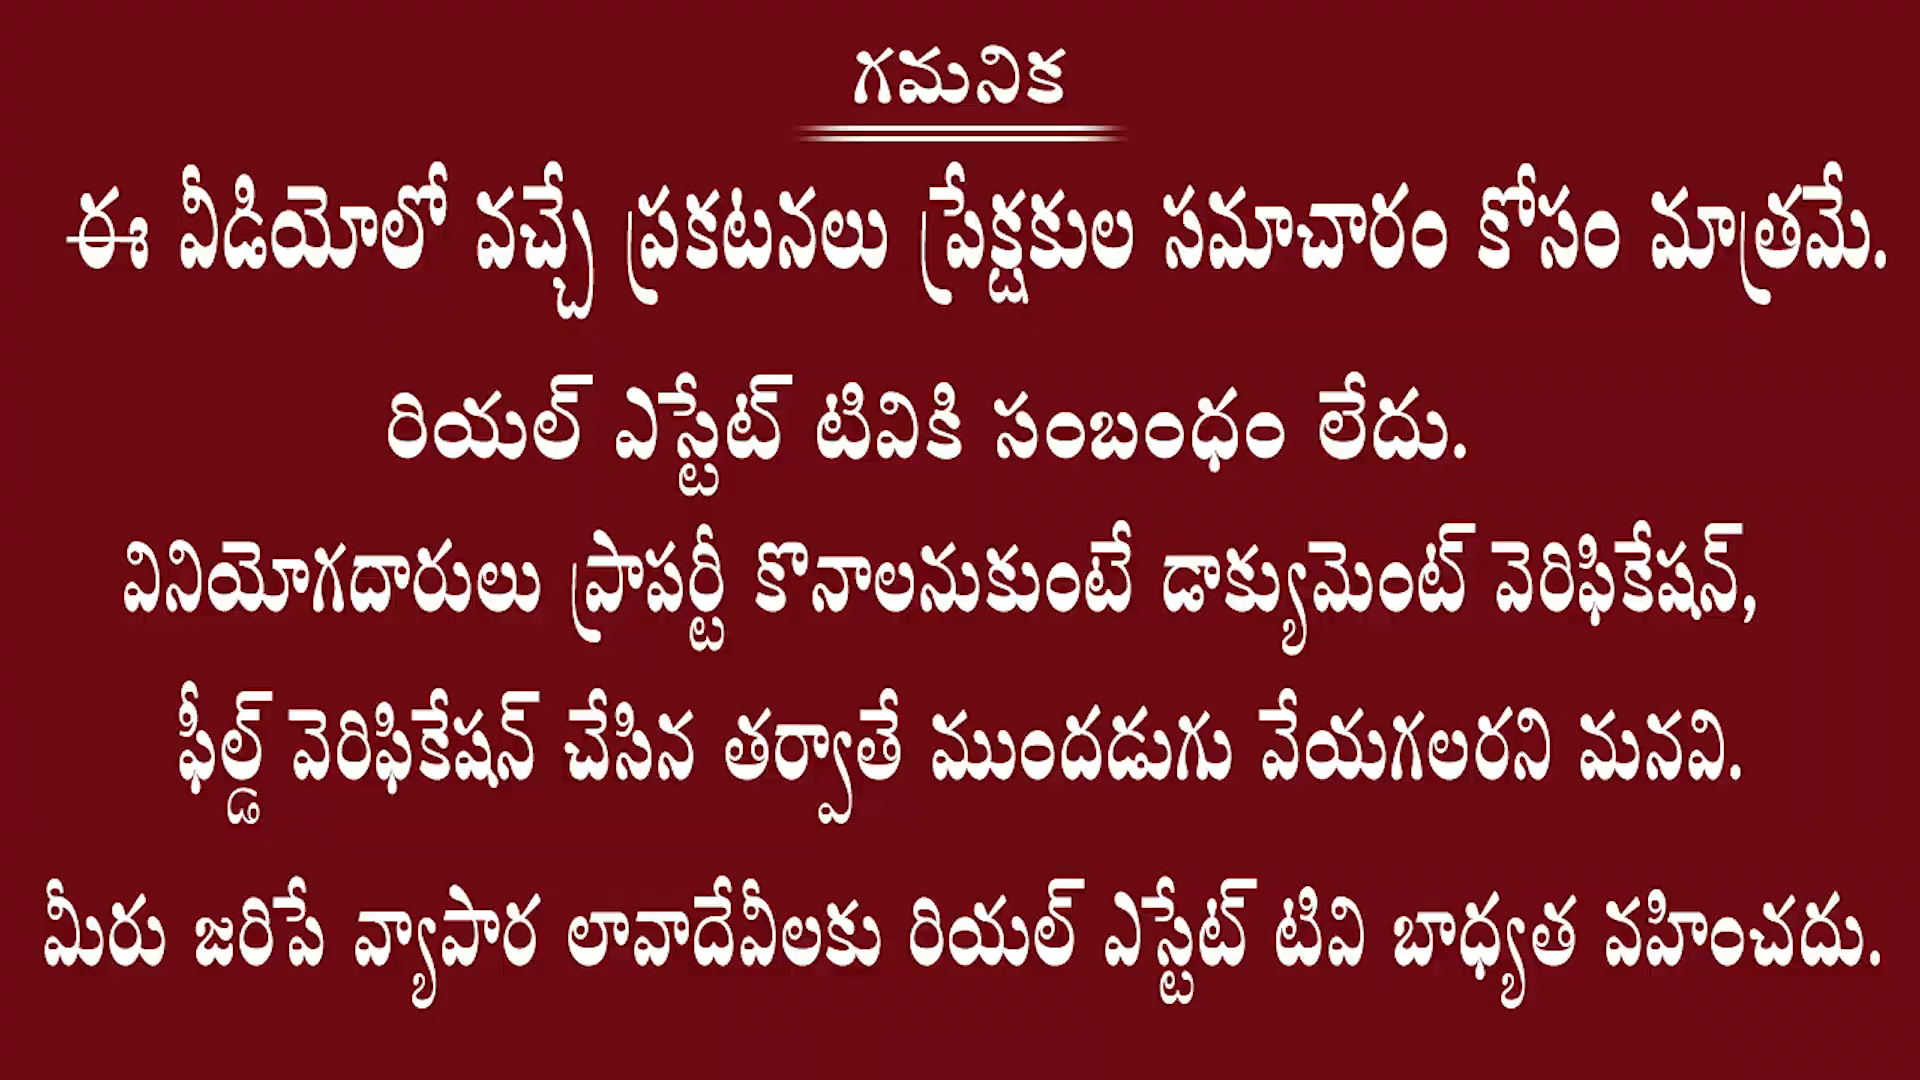 గమనిక
ఈ వీడియోలో వచ్చే ప్రకటనలు ప్రేక్షకుల సమాచారం కోసం మాత్రమే.
రియల్ ఎస్టేట్ టివికి సంబంధం లేదు.
వినియోగదారులు ప్రాపర్టీ కొనాలనుకుంటే డాక్యుమెంట్ వెరిఫికేషన్,
ఫీల్డ్ వెరిఫికేషన్ చేసిన తర్వాతే ముందడుగు వేయగలరని మనవి.
మీరు జరిపే వ్యాపార లావాదేవీలకు రియల్ ఎస్టేట్ టివి బాధ్యత వహించదు.